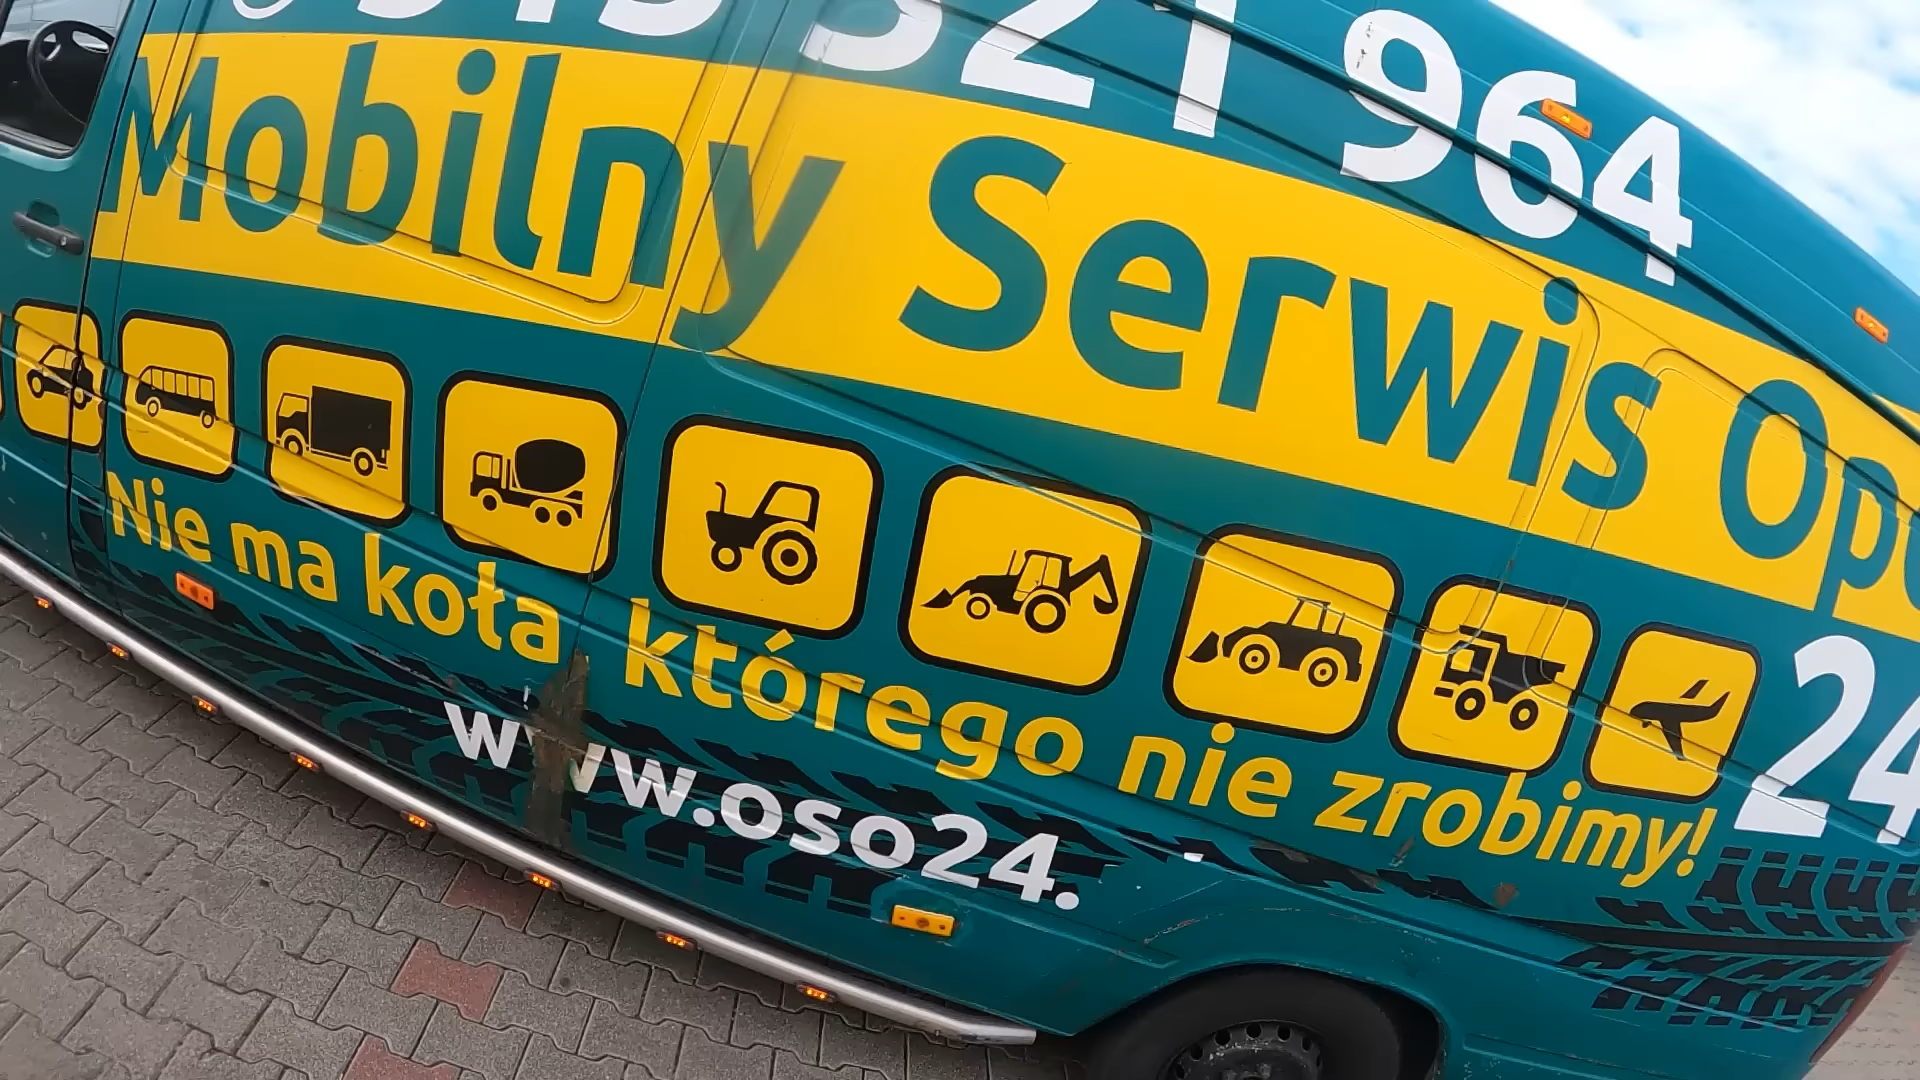 321 964
Mobilny Serwis
Nie ma koła którego nie zrobimy!
24
www.oso24.